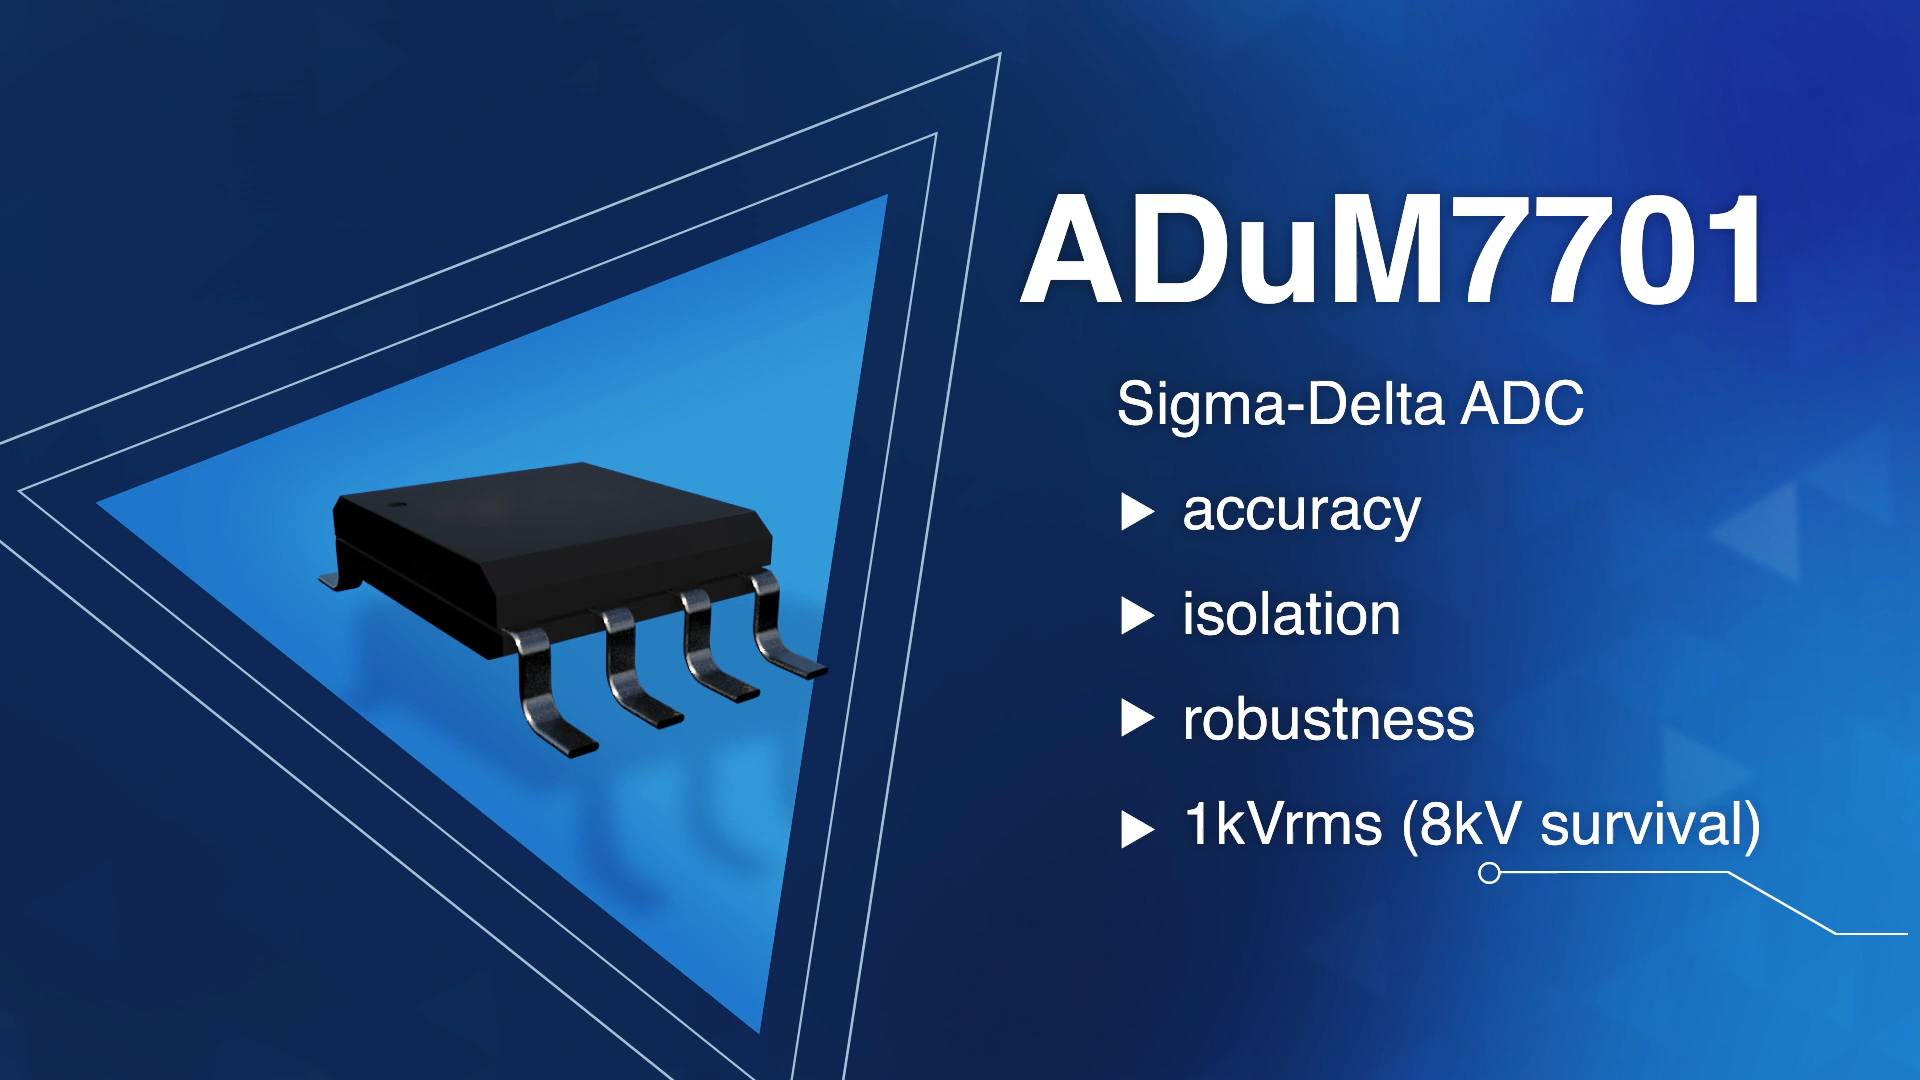 ADuM7701
Sigma-Delta ADC
accuracy
isolation
robustness
1kVrms (8kV survival)